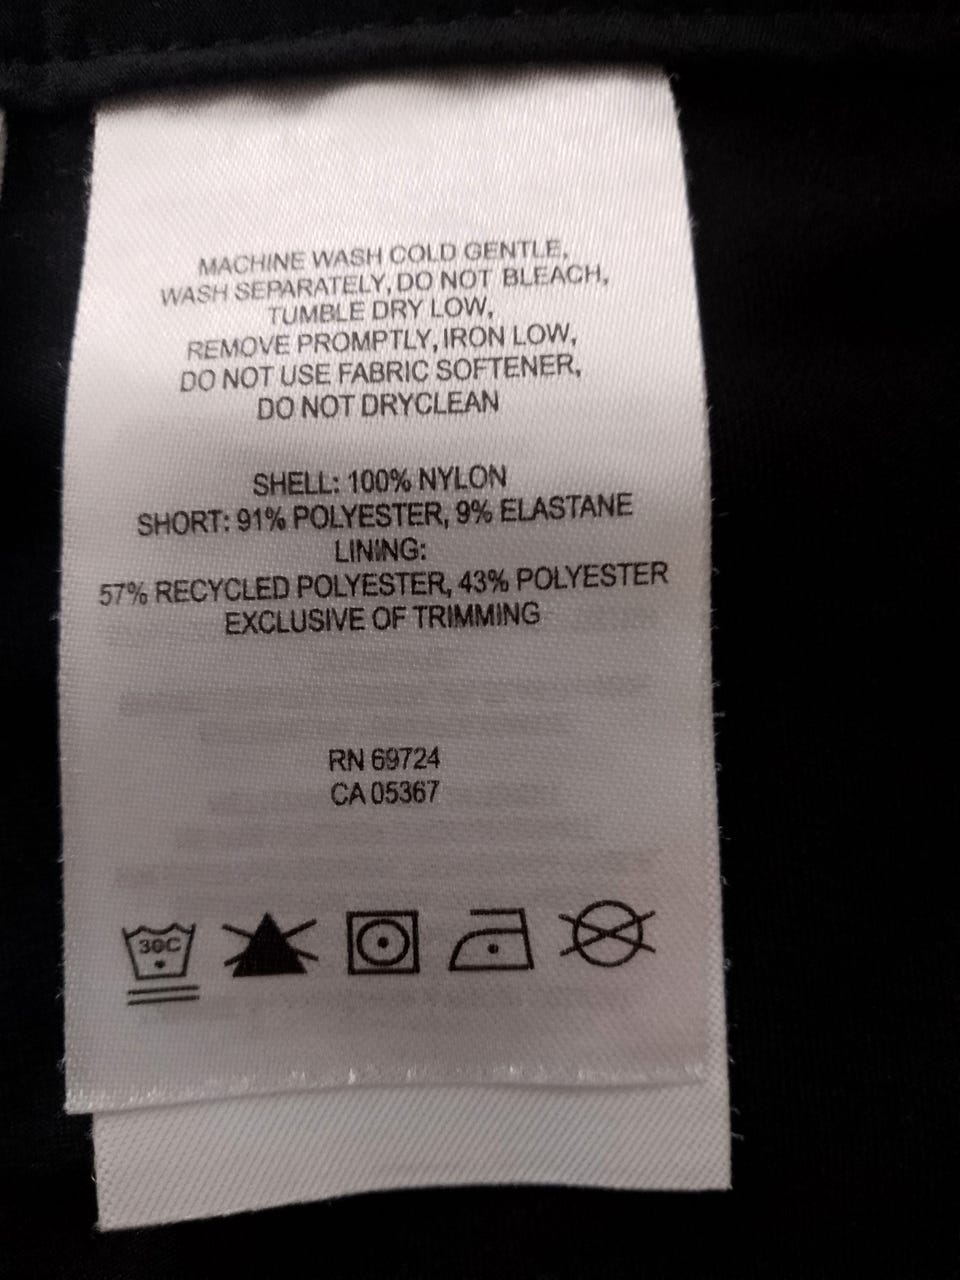 MACHINE WASH COLD GENTLE,
WASH SEPARATELY, DO NOT BLEACH,
TUMBLE DRY LOW,
REMOVE PROMPTLY, IRON LOW,
DO NOT USE FABRIC SOFTENER,
DO NOT DRYCLEAN
SHELL: 100% NYLON
SHORT: 91% POLYESTER, 9% ELASTANE
LINING:
57% RECYCLED POLYESTER, 43% POLYESTER
EXCLUSIVE OF TRIMMING
RN 69724
CA 05367
30C